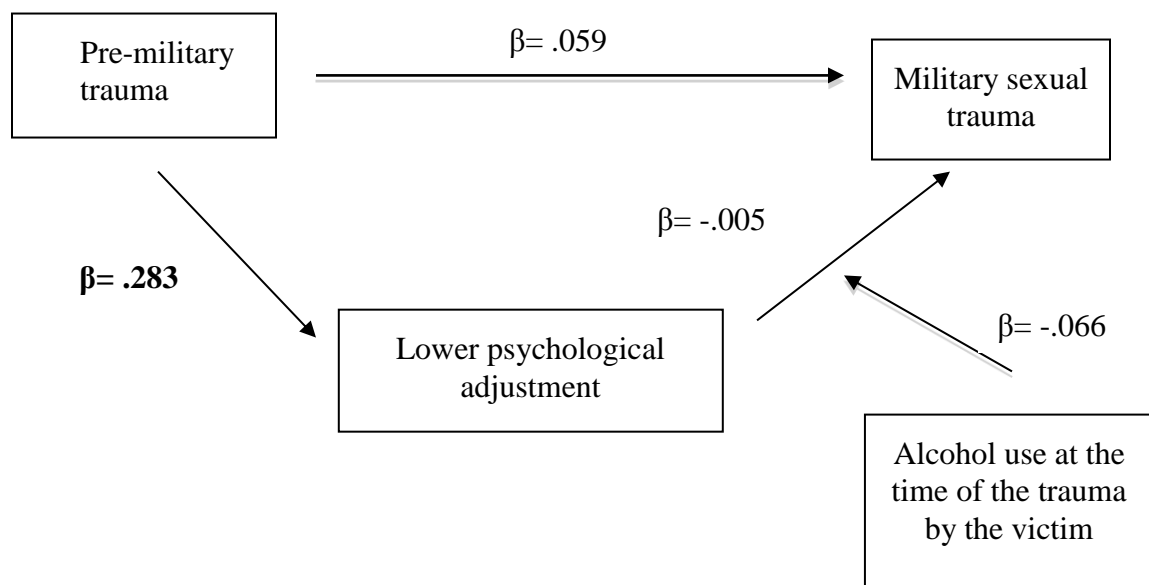 Pre-military
trauma
β= .059
Military sexual
trauma
β= -.005
β= .283
β= -.066
Lower psychological
adjustment
Alcohol use at the
time of the trauma
by the victim